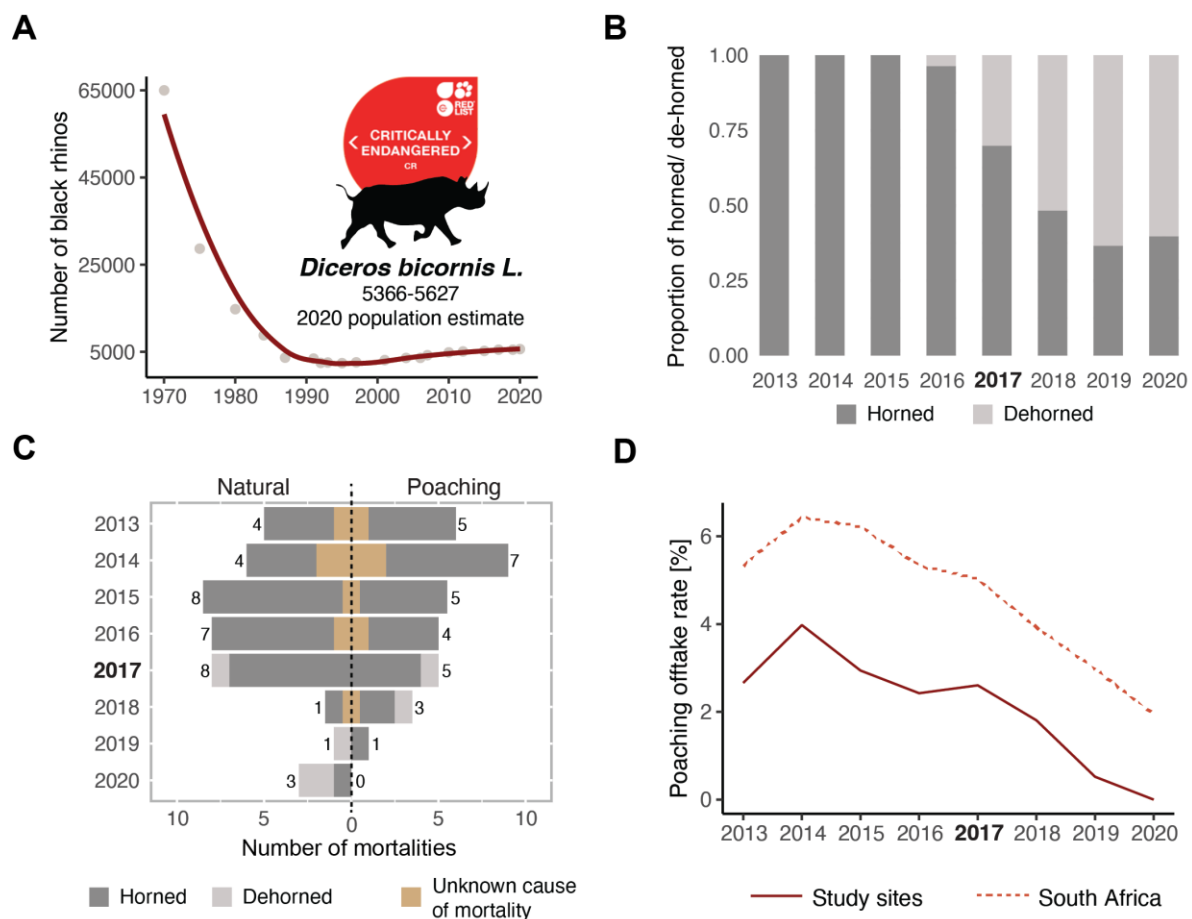 A
Number of black rhinos
65000
45000
25000
5000
1970 1980 1990 2000 2010 2020
RED
LIST
CRITICALLY
ENDANGERED
CR
Diceros bicornis L.
5366-5627
2020 population estimate
B
Proportion of horned/ de-horned
1.00
0.75
0.50
0.25
0.00
2013 2014 2015 2016 2017 2018 2019 2020
Horned Dehorned
C
Natural Poaching
2013 4 5
2014 4 7
2015 8 5
2016 7 4
2017 8 5
2018 1 3
2019 1 1
2020 3 0
10 5 0 5 10
Number of mortalities
Horned Dehorned Unknown cause
of mortality
D
Poaching offtake rate [%]
6
4
2
0
2013 2014 2015 2016 2017 2018 2019 2020
Study sites South Africa